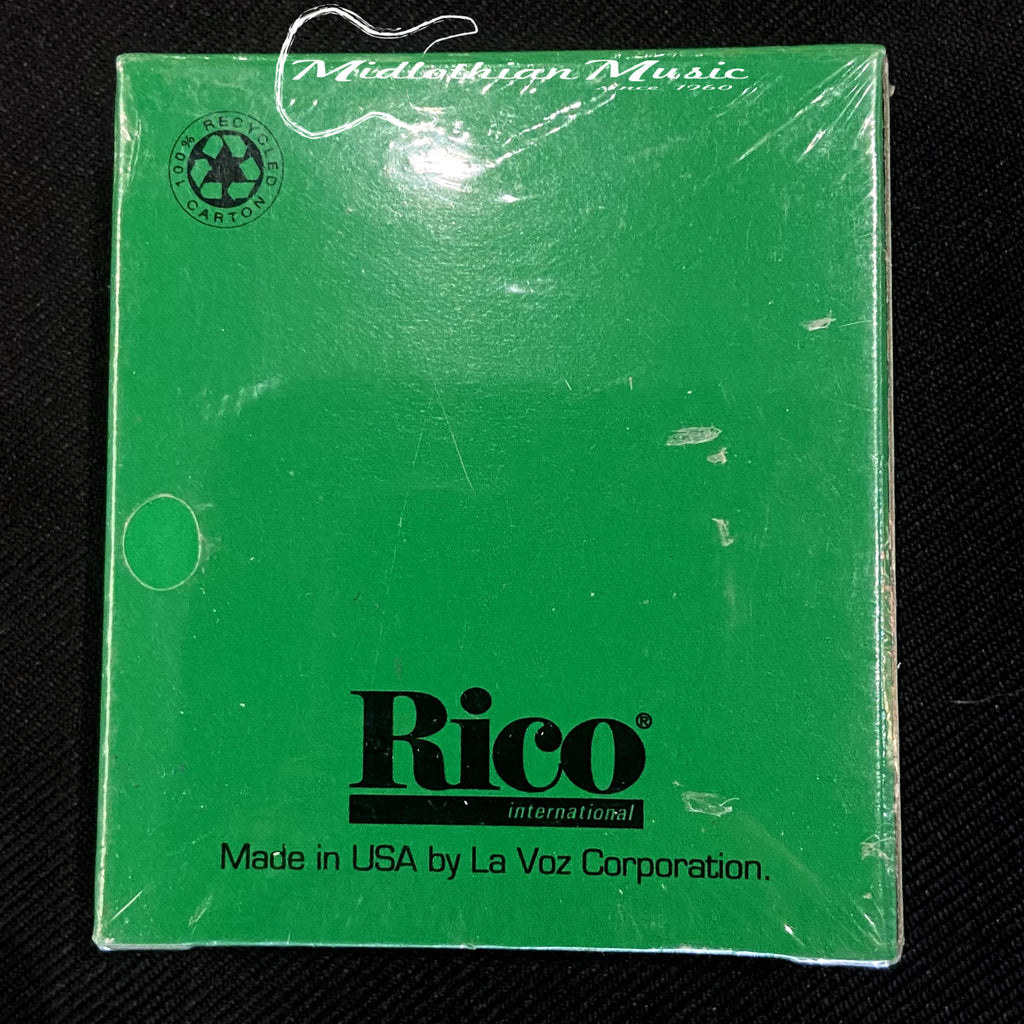 Midlothian Music
since 1960
100% RECYCLED
CARTON
Rico®
international
Made in USA by La Voz Corporation.